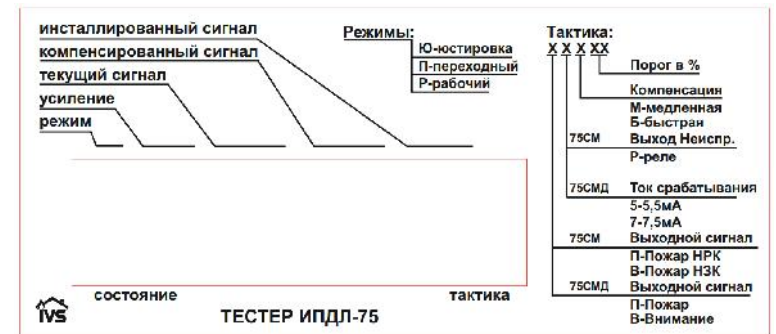 инсталлированный сигнал
компенсированный сигнал
текущий сигнал
усиление
режим
Режимы:
Ю-юстировка
П-переходный
Р-рабочий
Тактика:
X X X XX
Порог в %
Компенсация
М-медленная
Б-быстрая
75СМ Выход Неиспр.
Р-реле
75СМД Ток срабатывания
5-5,5мА
7-7,5мА
75СМ Выходной сигнал
П-Пожар НРК
В-Пожар НЗК
75СМД Выходной сигнал
П-Пожар
В-Внимание
состояние
тактика
IVS
ТЕСТЕР ИПДЛ-75